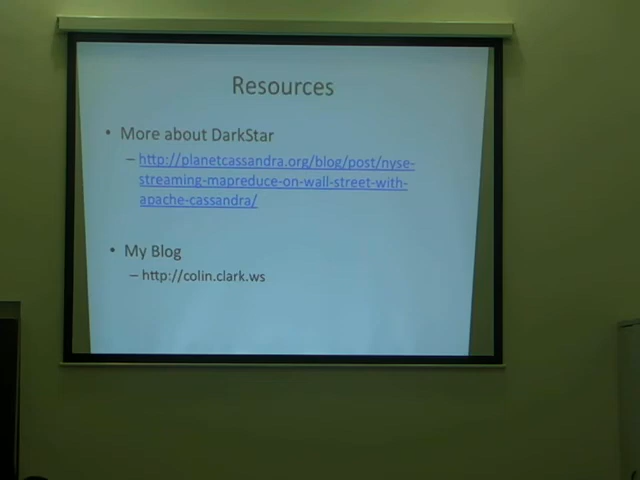 Resources
• More about DarkStar
– http://planetcassandra.org/blog/post/nyse-
streaming-mapreduce-on-wall-street-with-
apache-cassandra/
• My Blog
– http://colin.clark.ws